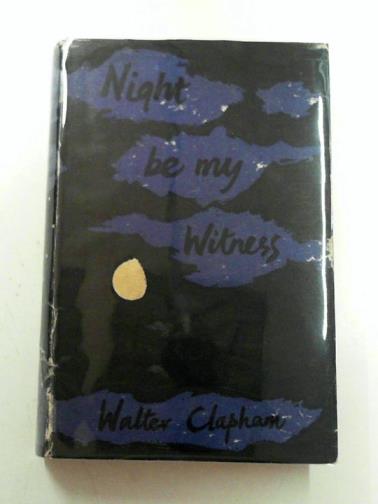 Night
be my
Witness
Walter Clapham